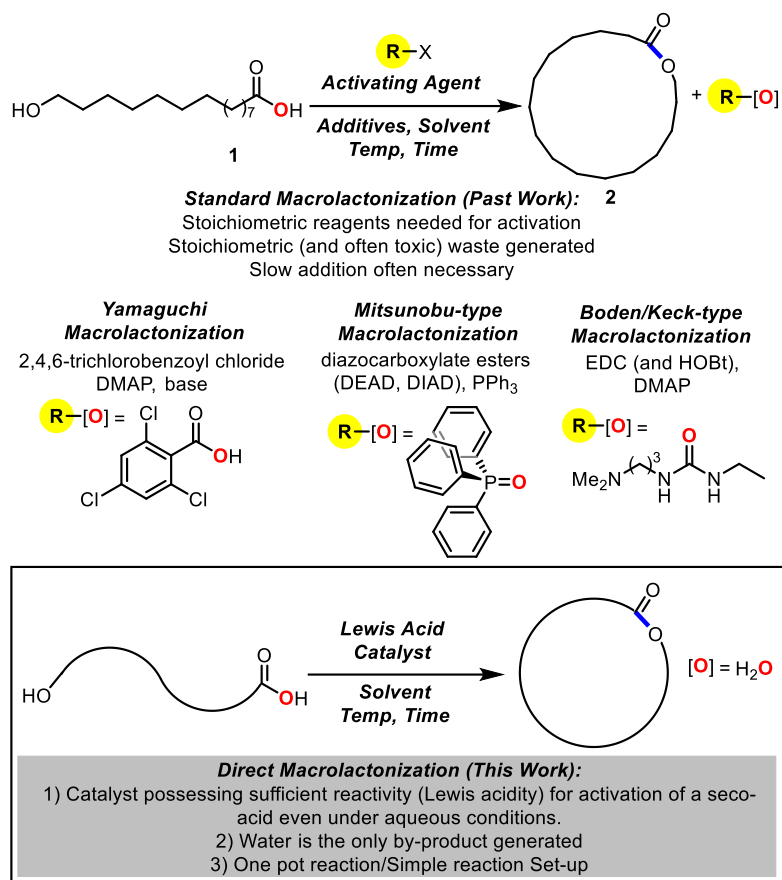 R–X
Activating Agent
Additives, Solvent
Temp, Time
HO
( )7
O
OH
1
O
O
2
+ R–[O]
Standard Macrolactonization (Past Work):
Stoichiometric reagents needed for activation
Stoichiometric (and often toxic) waste generated
Slow addition often necessary
Yamaguchi
Macrolactonization
2,4,6-trichlorobenzoyl chloride
DMAP, base
R–[O] =
Cl
O
OH
Cl
Cl
Mitsunobu-type
Macrolactonization
diazocarboxylate esters
(DEAD, DIAD), PPh3
R–[O] =
P=O
Boden/Keck-type
Macrolactonization
EDC (and HOBt),
DMAP
R–[O] =
O
Me2N ( )3 N
H
N
H
Lewis Acid
Catalyst
Solvent
Temp, Time
HO
O
OH
O
O
[O] = H2O
Direct Macrolactonization (This Work):
1) Catalyst possessing sufficient reactivity (Lewis acidity) for activation of a seco-
acid even under aqueous conditions.
2) Water is the only by-product generated
3) One pot reaction/Simple reaction Set-up